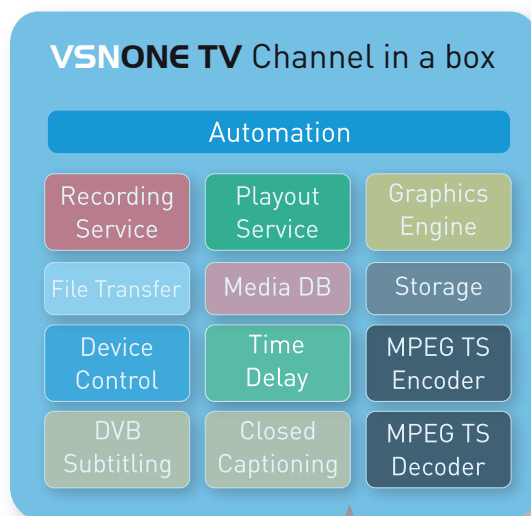 VSNONE TV Channel in a box
Automation
Recording
Service
Playout
Service
Graphics
Engine
File Transfer
Media DB
Storage
Device
Control
Time
Delay
MPEG TS
Encoder
DVB
Subtitling
Closed
Captioning
MPEG TS
Decoder